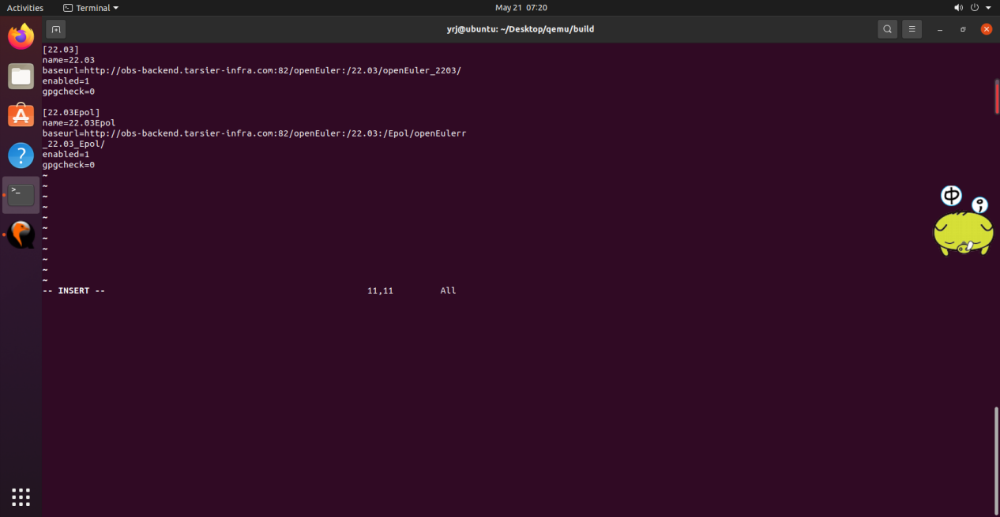 Activities
Terminal
May 21 07:20
yrj@ubuntu: ~/Desktop/qemu/build
[22.03]
name=22.03
baseurl=http://obs-backend.tarsier-infra.com:82/openEuler:/22.03/openEuler_2203/
enabled=1
gpgcheck=0
[22.03Epol]
name=22.03Epol
baseurl=http://obs-backend.tarsier-infra.com:82/openEuler:/22.03:/Epol/openEulerr
_22.03_Epol/
enabled=1
gpgcheck=0
~
~
~
~
~
~
~
~
~
~
~
-- INSERT -- 11,11 All
中